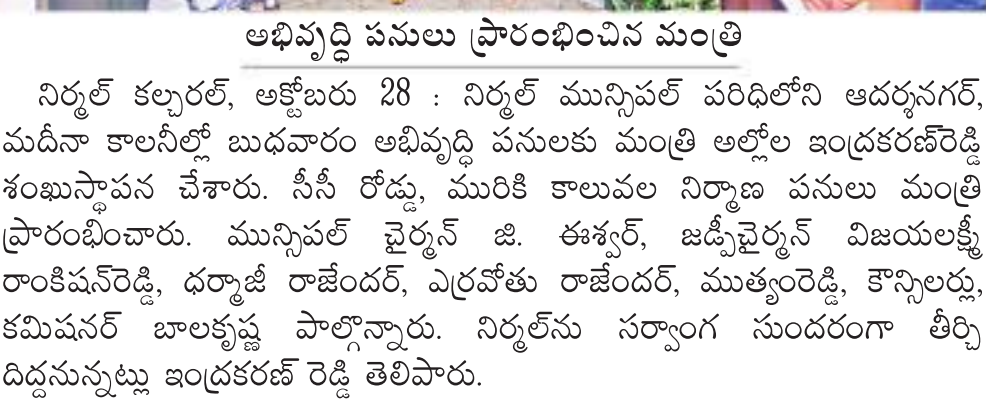 అభివృద్ధి పనులు ప్రారంభించిన మంత్రి
నిర్మల్ కల్చరల్, అక్టోబరు 28 : నిర్మల్ మున్సిపల్ పరిధిలోని ఆదర్శనగర్,
మదీనా కాలనీల్లో బుధవారం అభివృద్ధి పనులకు మంత్రి అల్లోల ఇంద్రకరణ్‌రెడ్డి
శంఖుస్థాపన చేశారు. సీసీ రోడ్డు, మురికి కాలువల నిర్మాణ పనులు మంత్రి
ప్రారంభించారు. మున్సిపల్ చైర్మన్ జి. ఈశ్వర్, జడ్పీచైర్మన్ విజయలక్ష్మీ
రాంకిషన్‌రెడ్డి, ధర్మాజీ రాజేందర్, ఎర్రవోతు రాజేందర్, ముత్యంరెడ్డి, కౌన్సిలర్లు,
కమిషనర్ బాలకృష్ణ పాల్గొన్నారు. నిర్మల్‌ను సర్వాంగ సుందరంగా తీర్చి
దిద్దనున్నట్లు ఇంద్రకరణ్ రెడ్డి తెలిపారు.